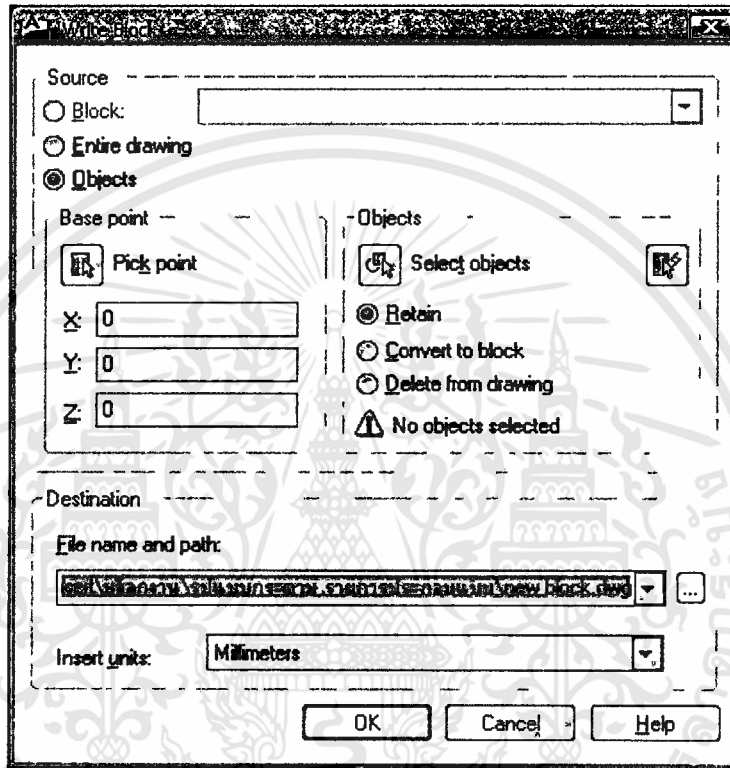 Write Block
Source
Block:
Entire drawing
Objects
Base point
Pick point
X: 0
Y: 0
Z: 0
Objects
Select objects
Retain
Convert to block
Delete from drawing
No objects selected
Destination
File name and path:
\new block.dwg
...
Insert units:
Millimeters
OK
Cancel
Help